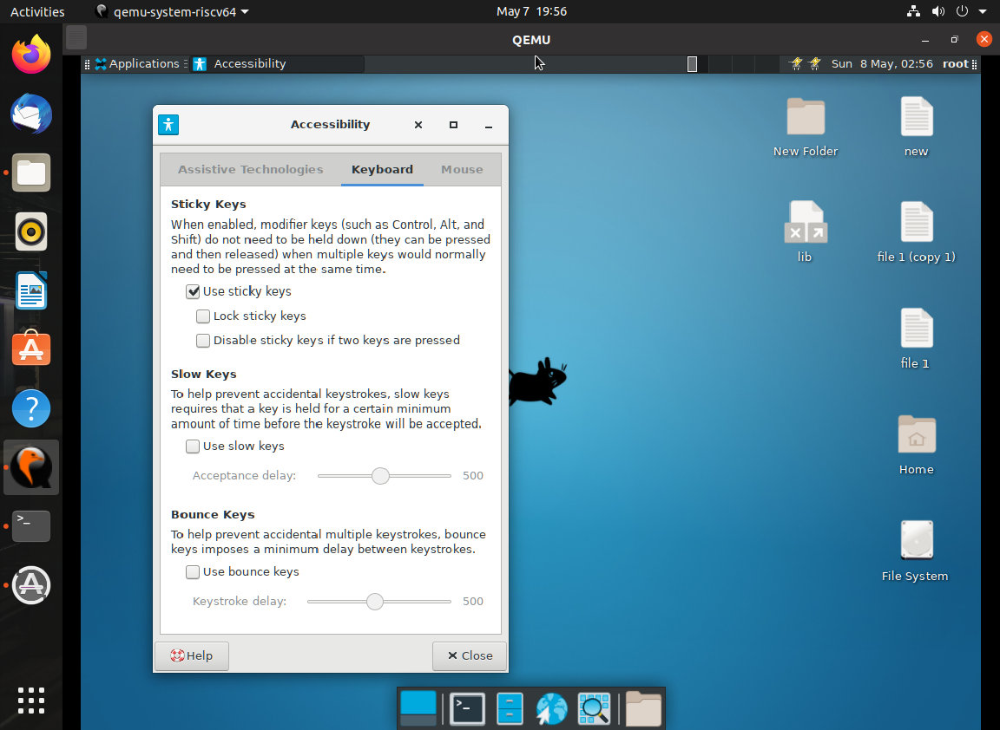 Activities
qemu-system-riscv64
May 7 19:56
QEMU
Applications
Accessibility
Sun 8 May, 02:56
root
Accessibility
Assistive Technologies
Keyboard
Mouse
Sticky Keys
When enabled, modifier keys (such as Control, Alt, and
Shift) do not need to be held down (they can be pressed
and then released) when multiple keys would normally
need to be pressed at the same time.
Use sticky keys
Lock sticky keys
Disable sticky keys if two keys are pressed
Slow Keys
To help prevent accidental keystrokes, slow keys
requires that a key is held for a certain minimum
amount of time before the keystroke will be accepted.
Use slow keys
Acceptance delay:
500
Bounce Keys
To help prevent accidental multiple keystrokes, bounce
keys imposes a minimum delay between keystrokes.
Use bounce keys
Keystroke delay:
500
Help
Close
New Folder
new
lib
file 1 (copy 1)
file 1
Home
File System